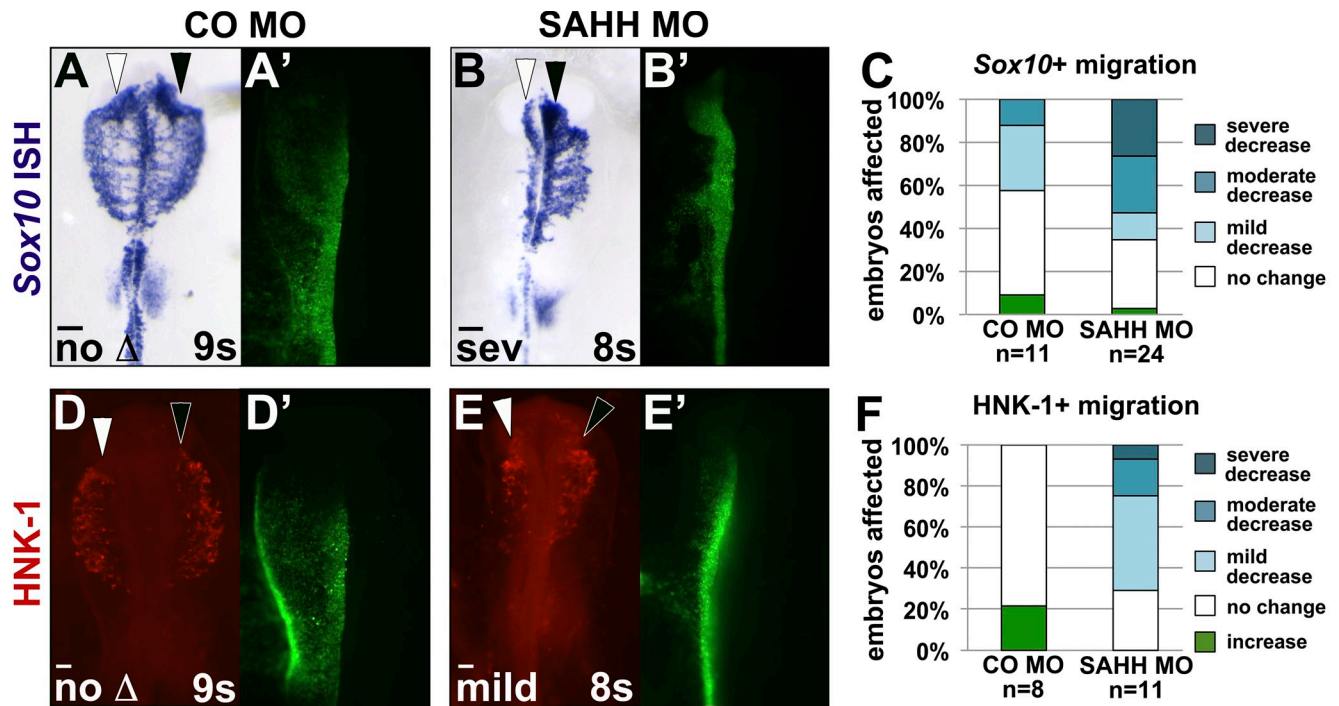 CO MO
SAHH MO
Sox10 ISH
A
A’
B
B’
no Δ
9s
sev
8s
C
Sox10+ migration
embryos affected
100%
80%
60%
40%
20%
0%
CO MO
n=11
SAHH MO
n=24
severe
decrease
moderate
decrease
mild
decrease
no change
HNK-1
D
D’
E
E’
no Δ
9s
mild
8s
F
HNK-1+ migration
embryos affected
100%
80%
60%
40%
20%
0%
CO MO
n=8
SAHH MO
n=11
severe
decrease
moderate
decrease
mild
decrease
no change
increase